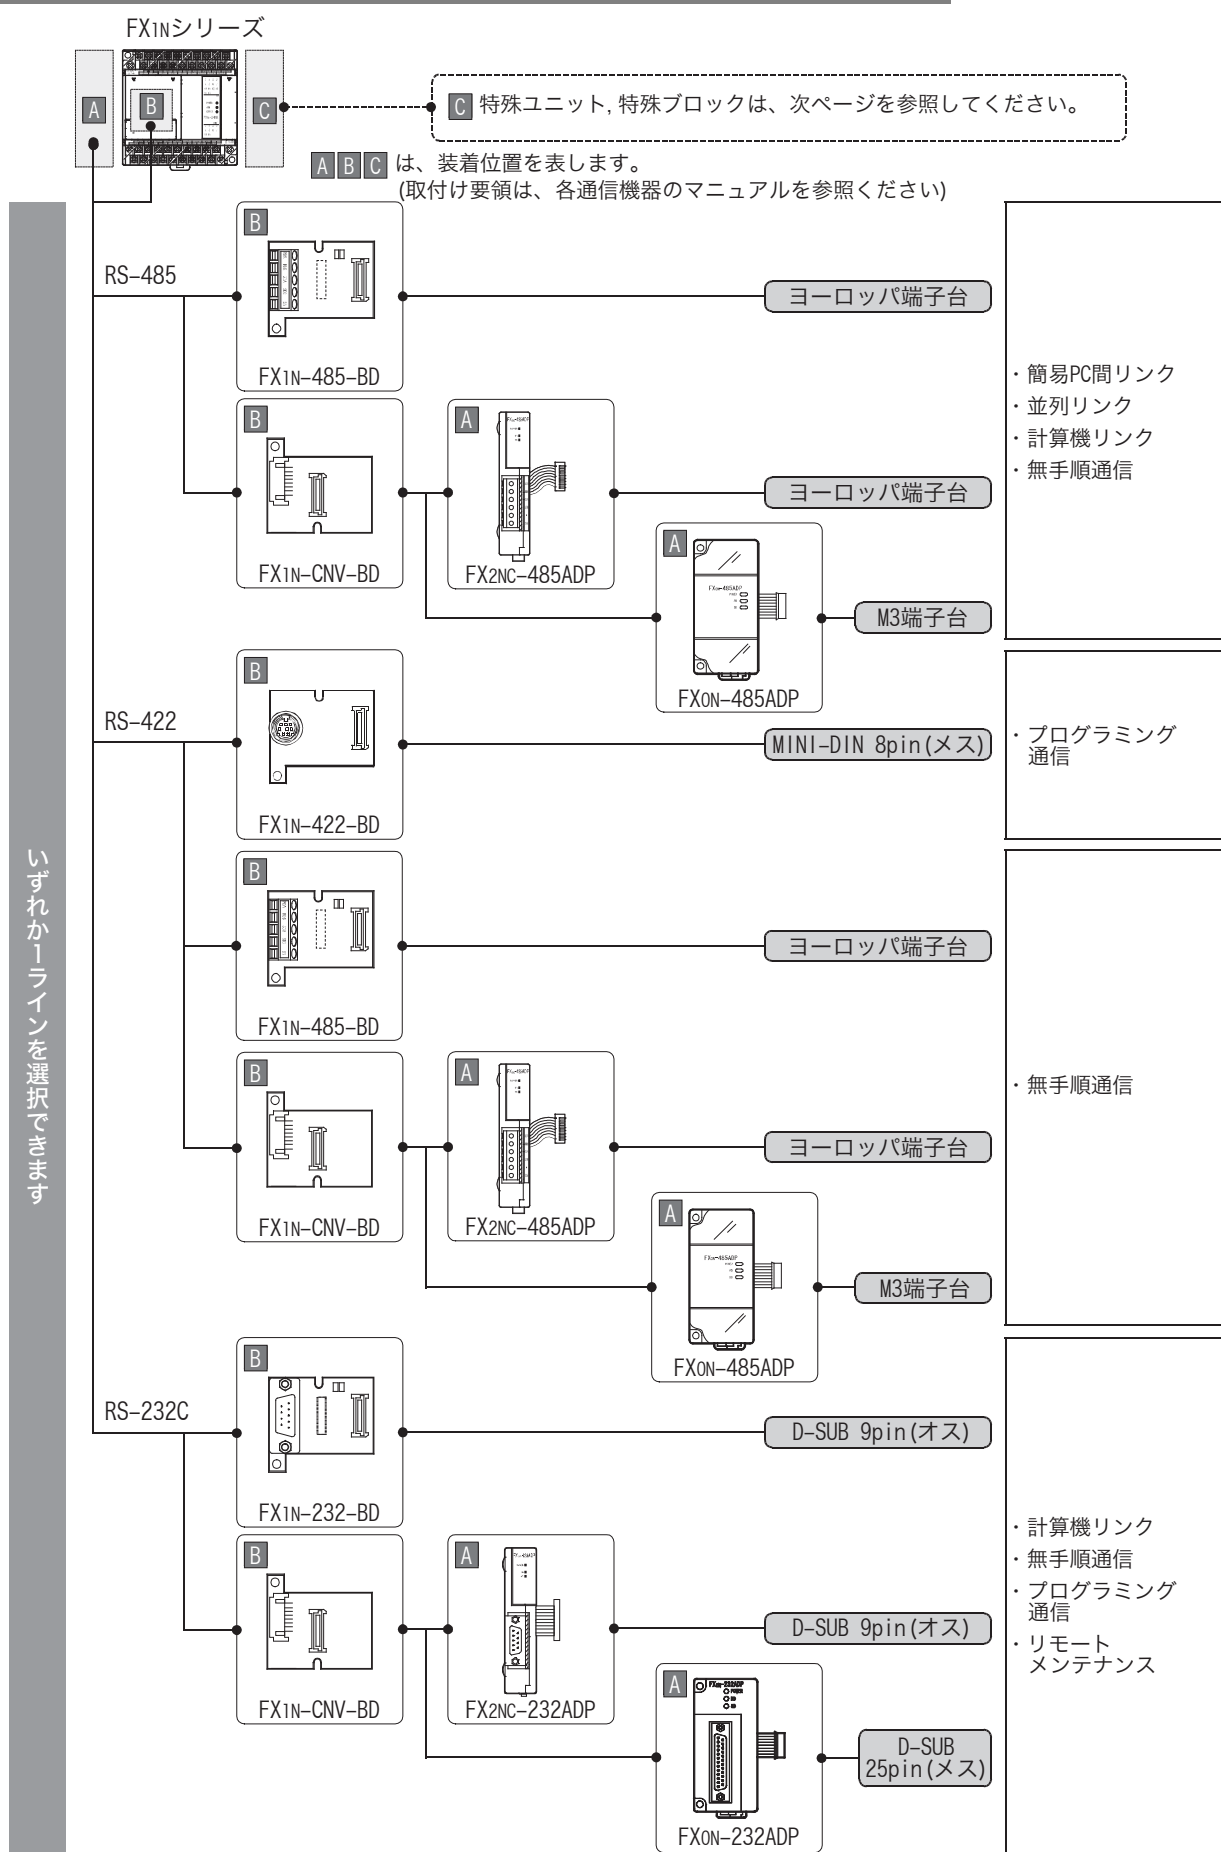 FX1Nシリーズ
A
B
C
C 特殊ユニット, 特殊ブロックは、次ページを参照してください。
A B C は、装着位置を表します。
(取付け要領は、各通信機器のマニュアルを参照ください)
いずれか1ラインを選択できます
RS-485
B
FX1N-485-BD
ヨーロッパ端子台
B
FX1N-CNV-BD
A
FX2NC-485ADP
ヨーロッパ端子台
A
FX0N-485ADP
FX0N-485ADP
M3端子台
・簡易PC間リンク
・並列リンク
・計算機リンク
・無手順通信
RS-422
B
FX1N-422-BD
MINI-DIN 8pin(メス)
・プログラミング
通信
B
FX1N-485-BD
ヨーロッパ端子台
B
FX1N-CNV-BD
A
FX2NC-485ADP
ヨーロッパ端子台
A
FX0N-485ADP
FX0N-485ADP
M3端子台
・無手順通信
RS-232C
B
FX1N-232-BD
D-SUB 9pin(オス)
B
FX1N-CNV-BD
A
FX2NC-232ADP
D-SUB 9pin(オス)
A
FX0N-232ADP
FX0N-232ADP
D-SUB
25pin(メス)
・計算機リンク
・無手順通信
・プログラミング
通信
・リモート
メンテナンス